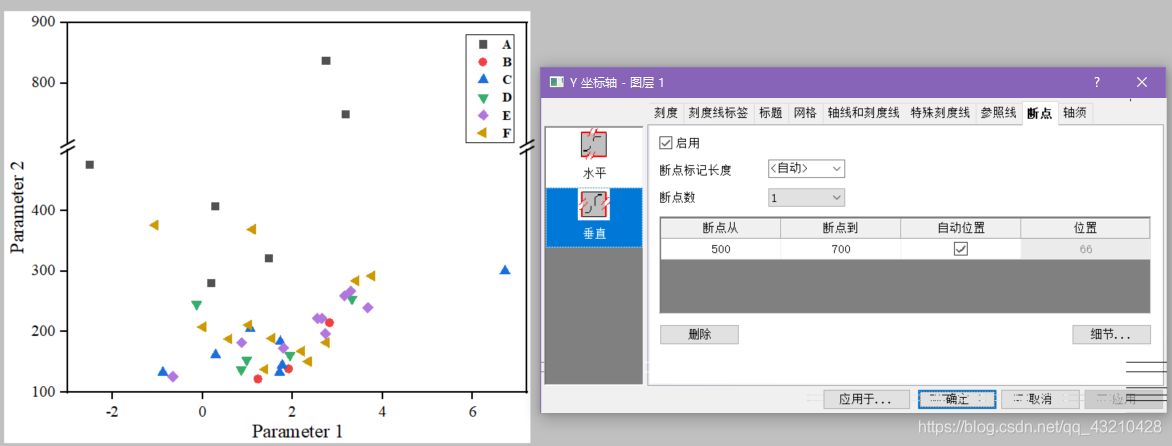 900
800
400
300
200
100
-2
0
2
4
6
Parameter 1
Parameter 2
A
B
C
D
E
F
Y 坐标轴 - 图层 1
?
刻度 刻度线标签 标题 网格 轴线和刻度线 特殊刻度线 参照线 断点 轴须
水平
垂直
启用
断点标记长度 <自动>
断点数 1
断点从 断点到 自动位置 位置
500 700 66
删除 细节...
应用于... 确定 取消 应用
https://blog.csdn.net/qq_43210428